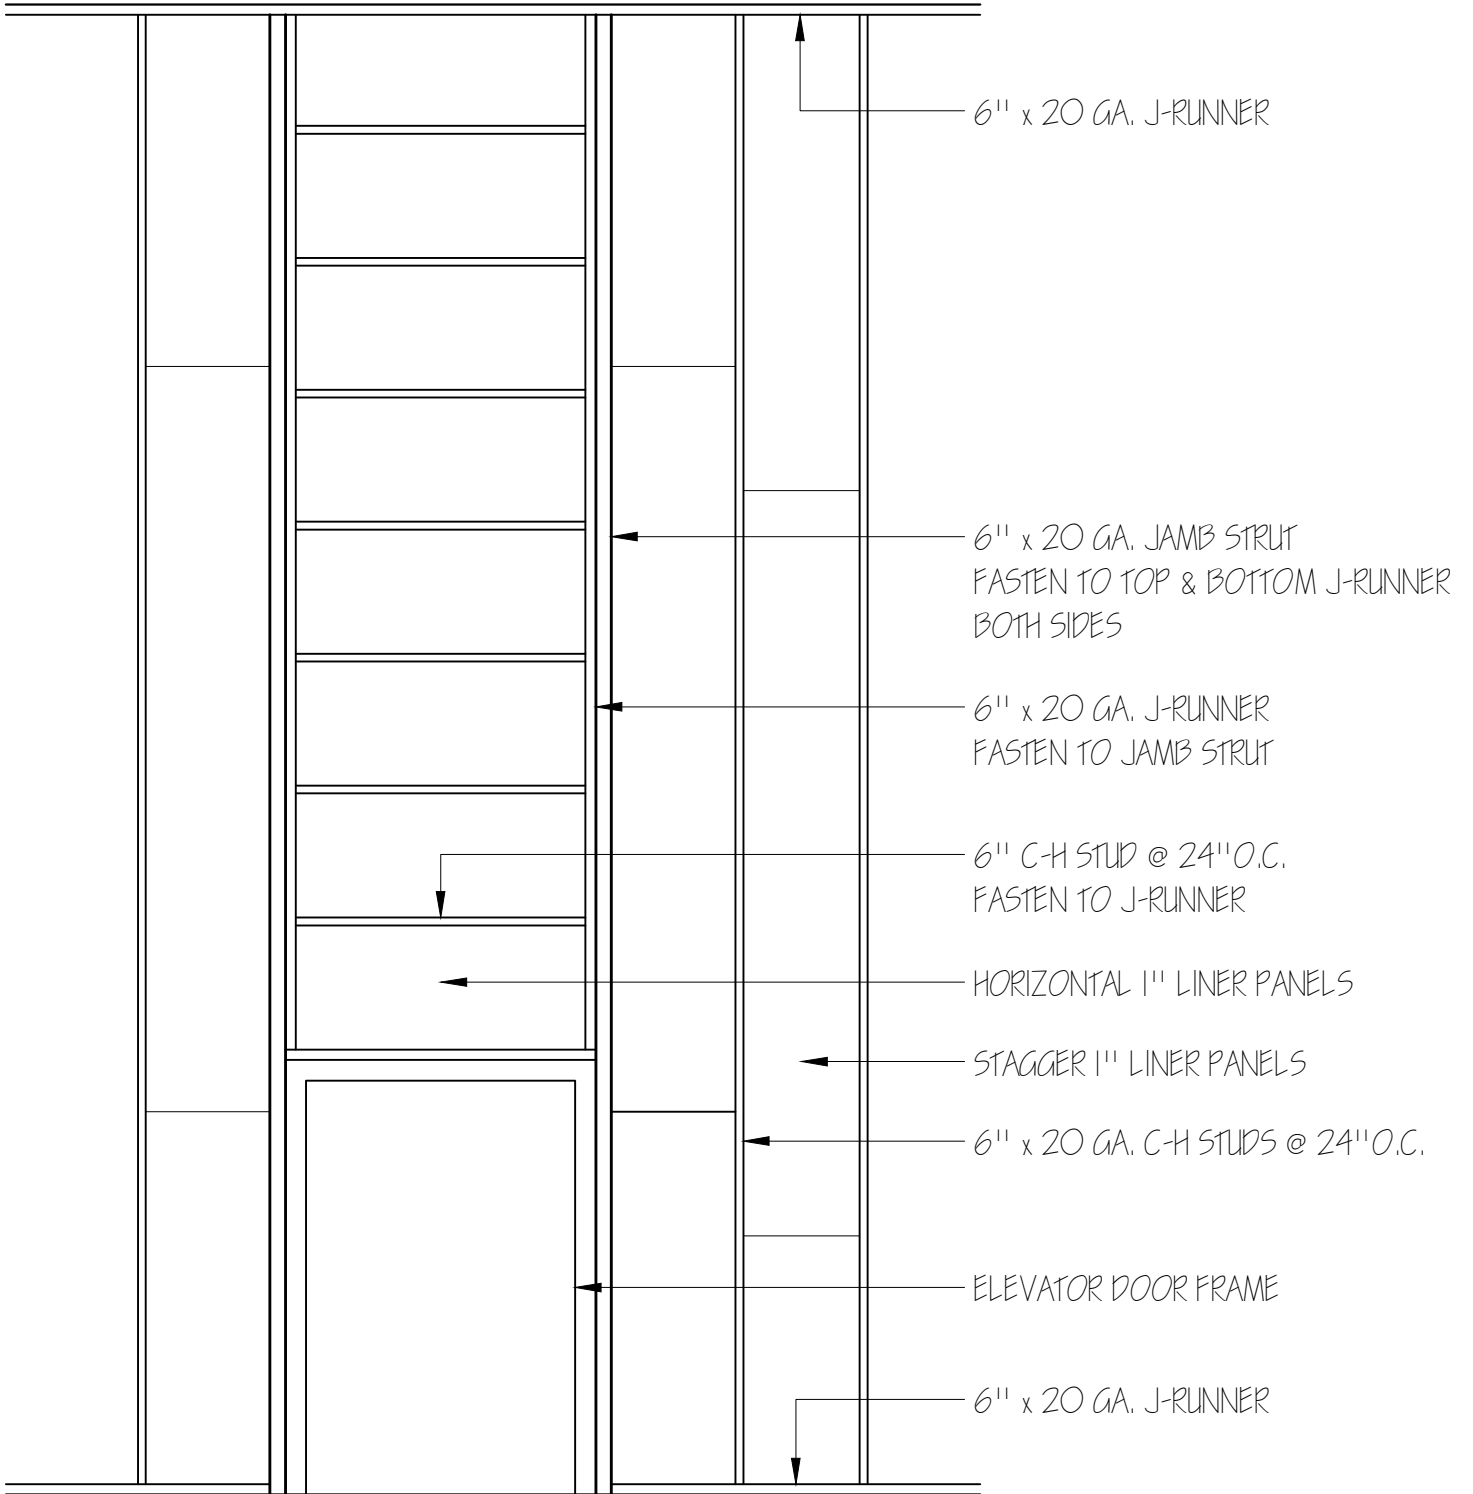 6" x 20 GA. J-RUNNER
6" x 20 GA. JAMB STRUT
FASTEN TO TOP & BOTTOM J-RUNNER
BOTH SIDES
6" x 20 GA. J-RUNNER
FASTEN TO JAMB STRUT
6" C-H STUD @ 24"O.C.
FASTEN TO J-RUNNER
HORIZONTAL 1" LINER PANELS
STAGGER 1" LINER PANELS
6" x 20 GA. C-H STUDS @ 24"O.C.
ELEVATOR DOOR FRAME
6" x 20 GA. J-RUNNER